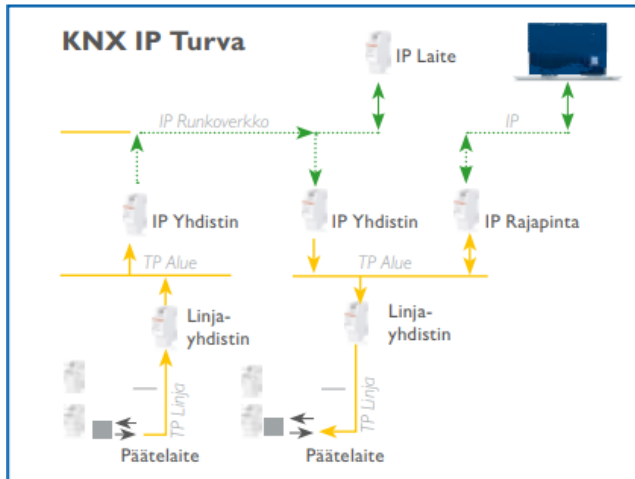 KNX IP Turva
IP Laite
IP Runkoverkko
IP
IP Yhdistin
IP Yhdistin
IP Rajapinta
TP Alue
TP Alue
Linja-
yhdistin
Linja-
yhdistin
TP Linja
TP Linja
Päätelaite
Päätelaite